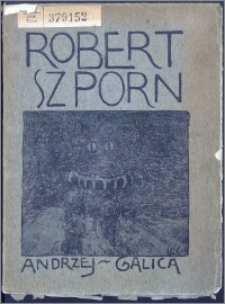 379152
ROBERT
SZPORN
ANDRZEJ~GALICA